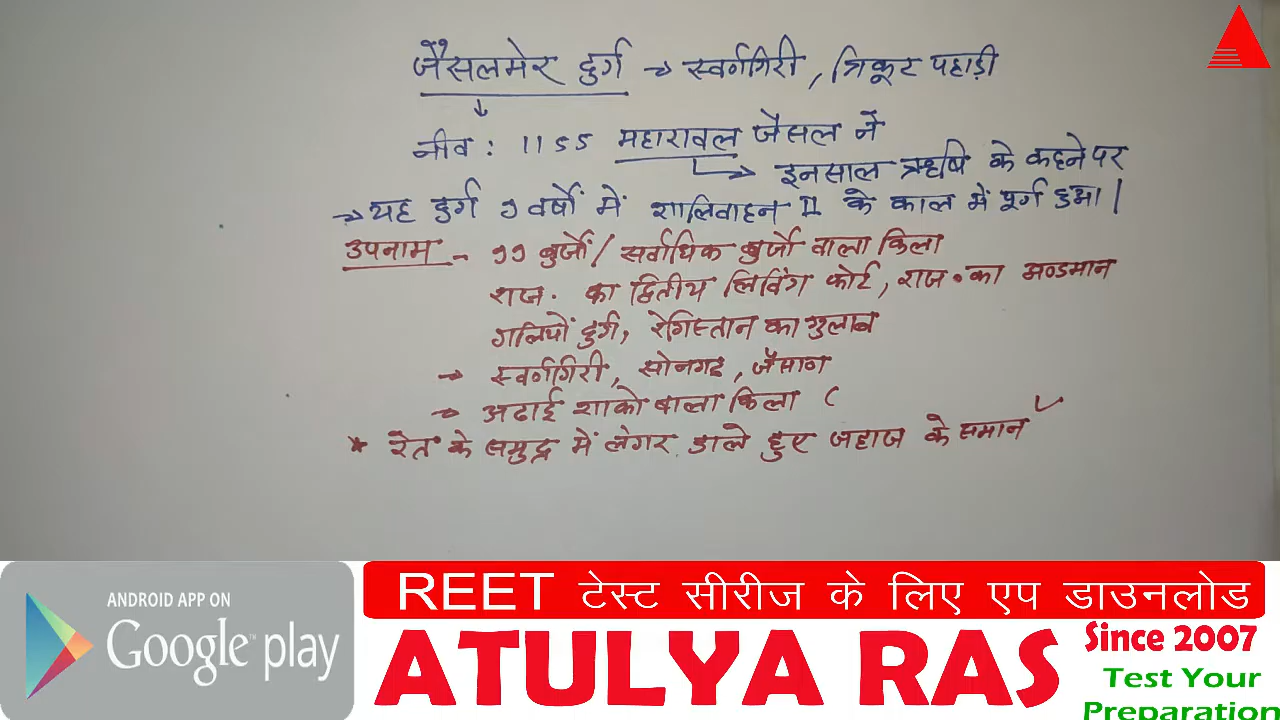 जैसलमेर दुर्ग → स्वर्णगिरी, त्रिकूट पहाड़ी
नीव : 1155 महारावल जैसल नें
→ इनसाल ऋषि के कहने पर
→ यह दुर्ग 7 वर्षों में शालिवाहन II के काल में पूर्ण हुआ।
उपनाम - 99 बुर्जो / सर्वाधिक बुर्जो वाला किला
राज. का द्वितीय लिविंग फोर्ट, राज. का अण्डमान
गलियों दुर्ग, रेगिस्तान का गुलाब
→ स्वर्णगिरी, सोनगढ, जैसाण
→ अढाई शाको वाला किला (
* रेत के समुद्र में लंगर डाले हुए जहाज के समान
ANDROID APP ON
Google play
REET टेस्ट सीरीज के लिए एप डाउनलोड
ATULYA RAS
Since 2007
Test Your
Preparation